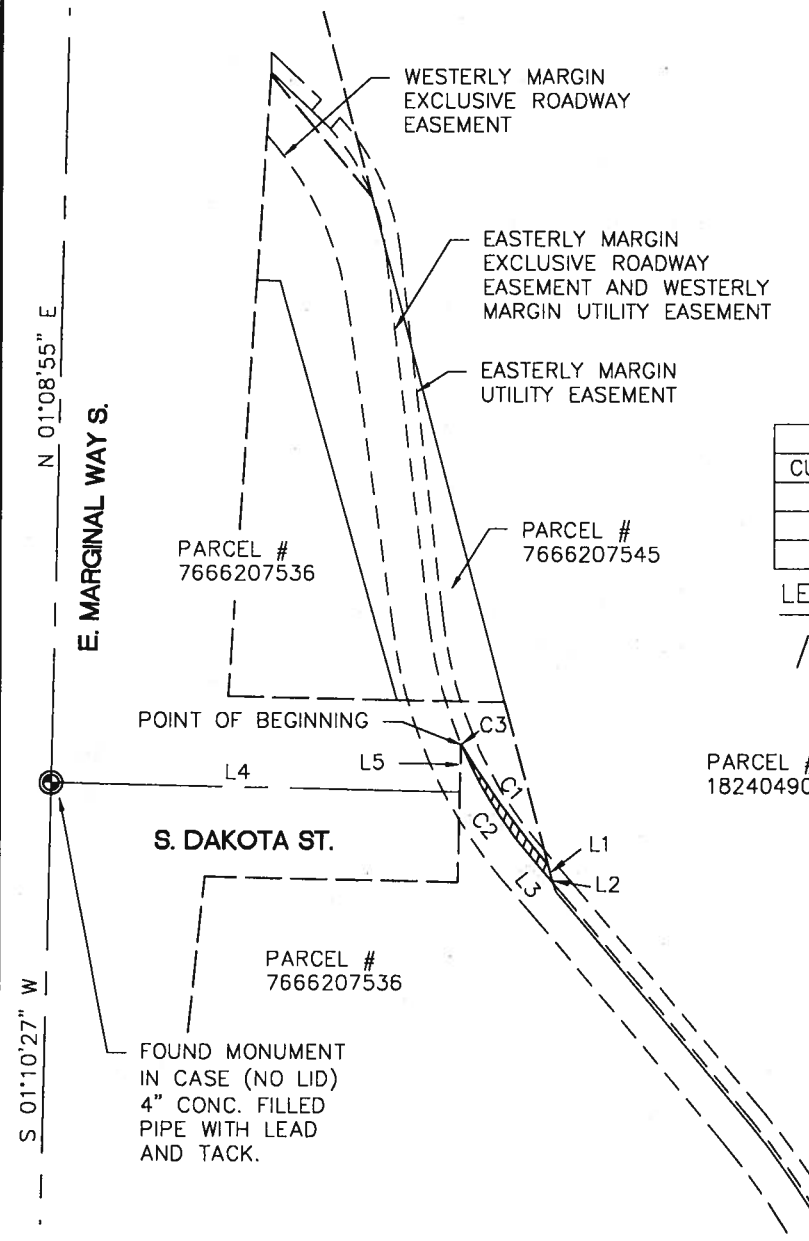 WESTERLY MARGIN
EXCLUSIVE ROADWAY
EASEMENT
EASTERLY MARGIN
EXCLUSIVE ROADWAY
EASEMENT AND WESTERLY
MARGIN UTILITY EASEMENT
EASTERLY MARGIN
UTILITY EASEMENT
N 01°08'55" E
E. MARGINAL WAY S.
CU
PARCEL #
7666207536
PARCEL #
7666207545
LE
POINT OF BEGINNING
C3
L5
L4
C1
PARCEL #
18240490
S. DAKOTA ST.
C2
L1
L3
L2
PARCEL #
7666207536
S 01°10'27" W
FOUND MONUMENT
IN CASE (NO LID)
4" CONC. FILLED
PIPE WITH LEAD
AND TACK.